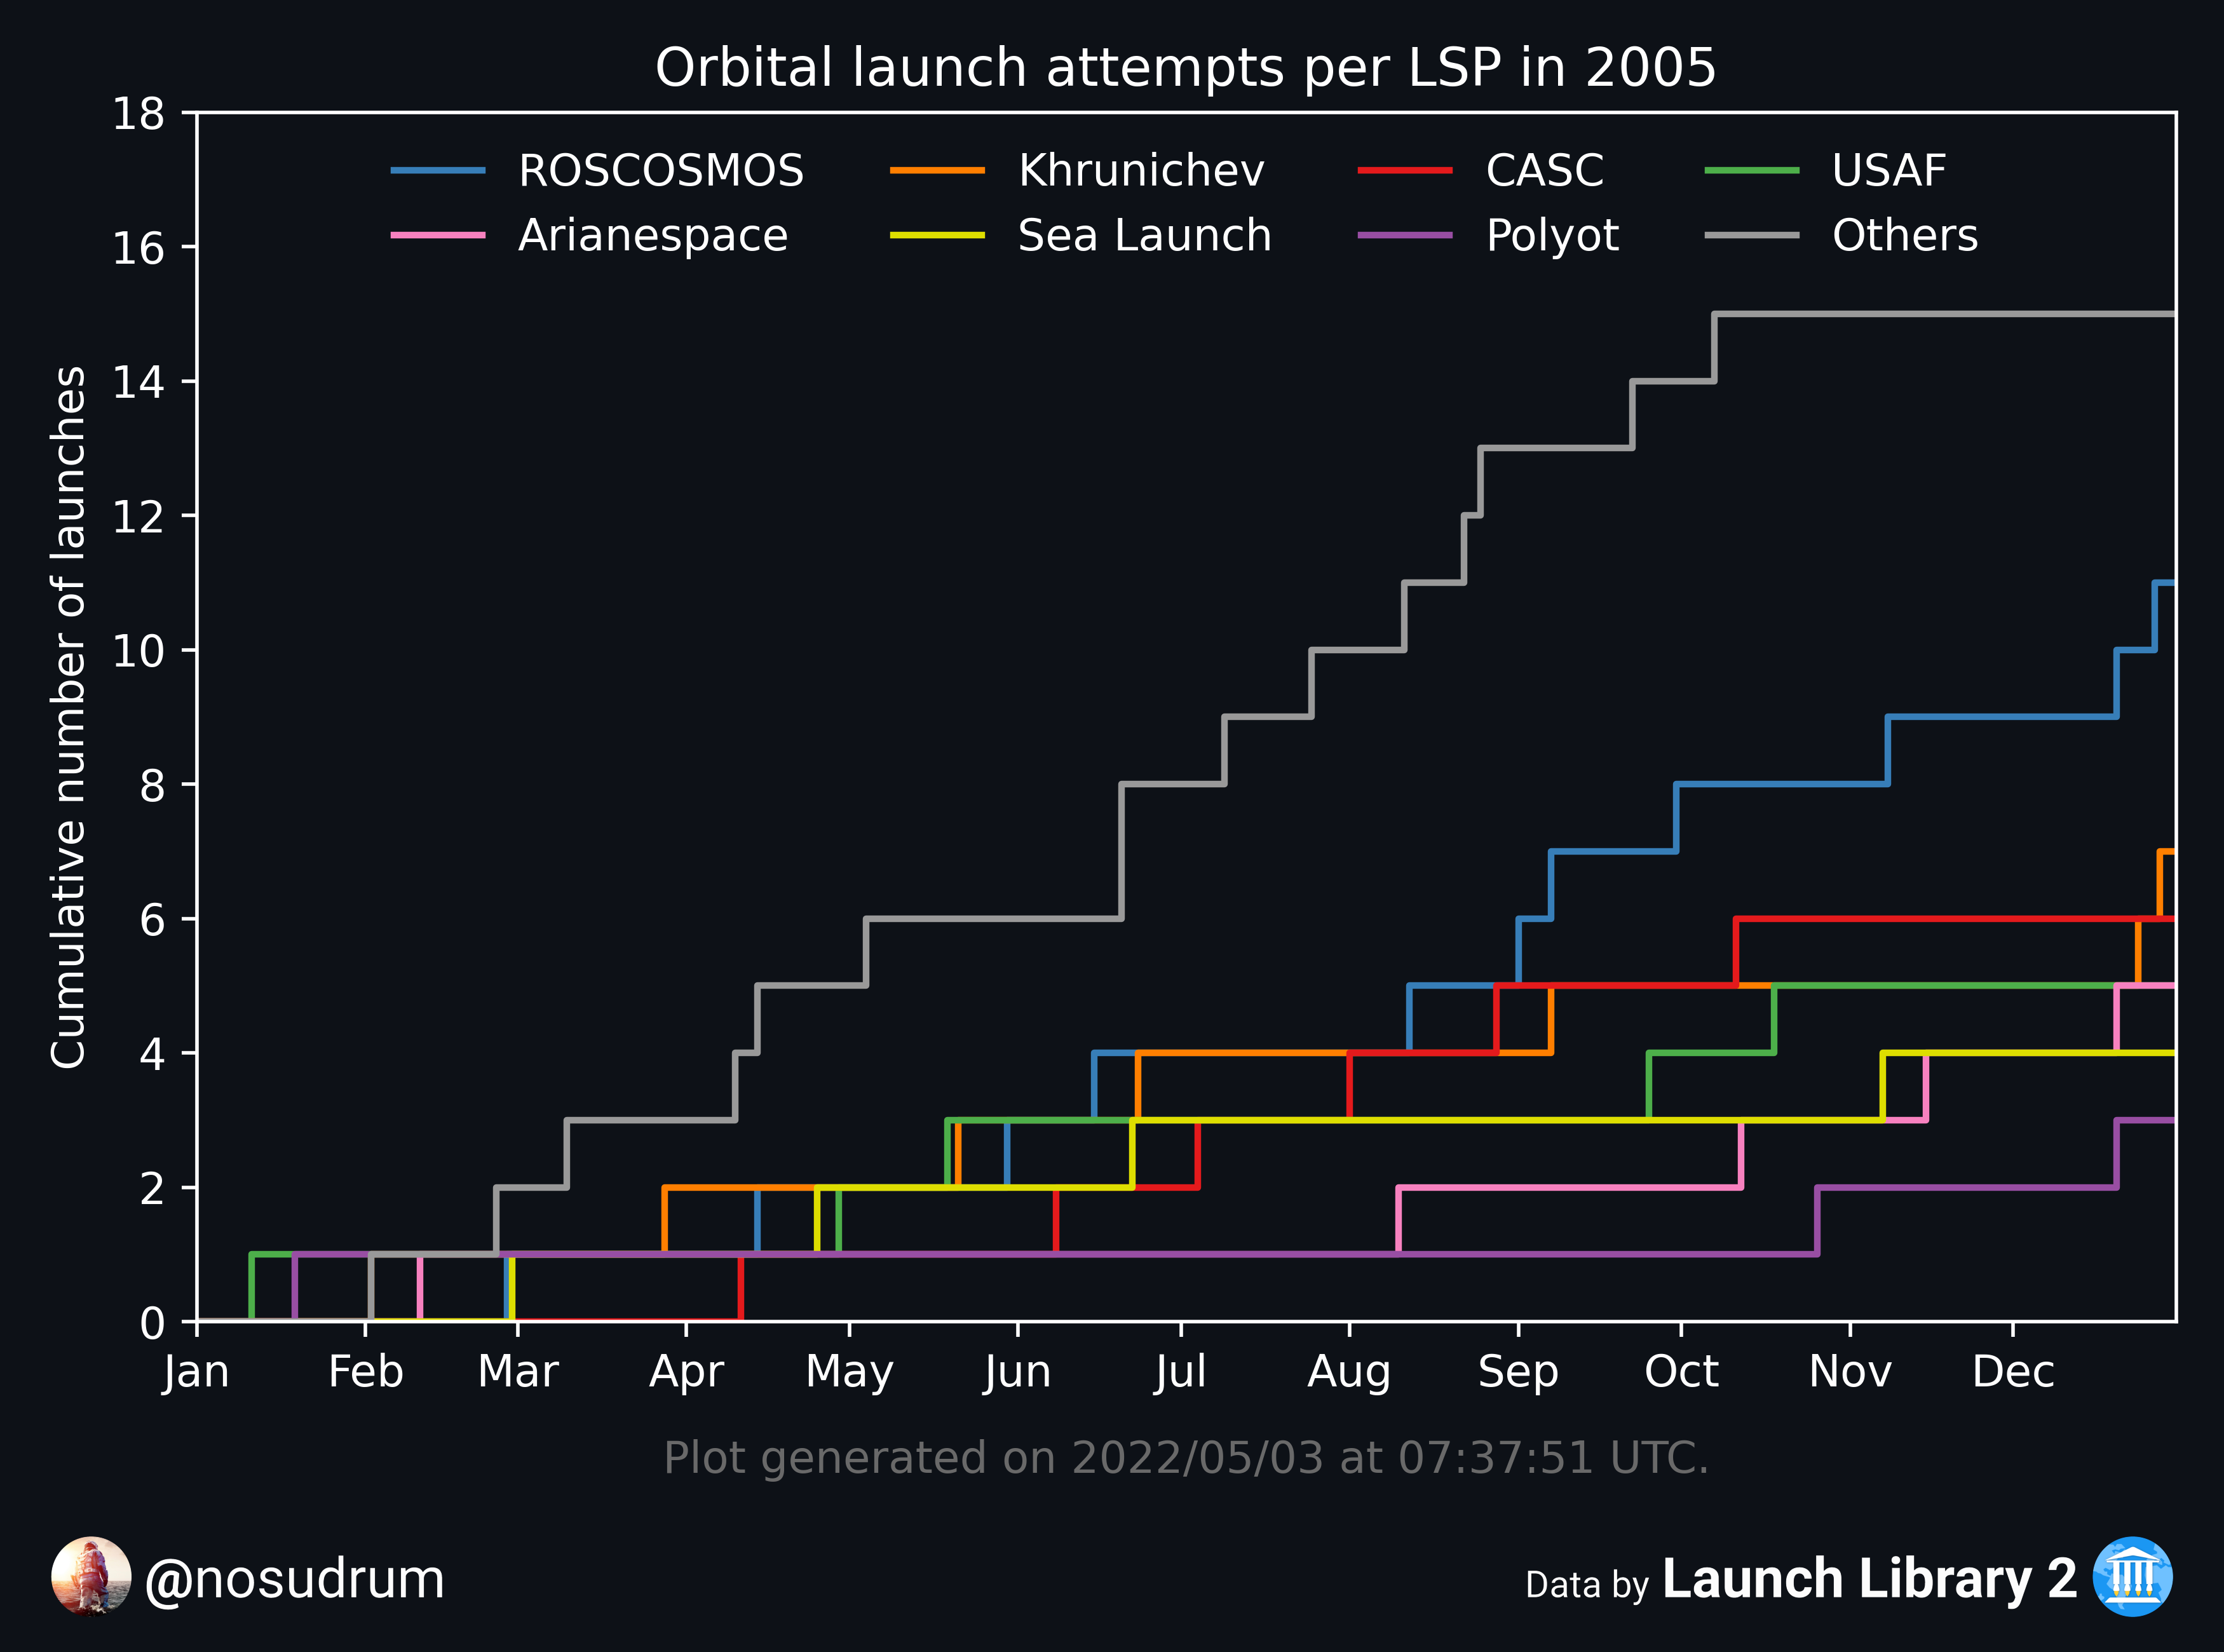 Orbital launch attempts per LSP in 2005
18
16
14
12
10
8
6
4
2
0
Cumulative number of launches
ROSCOSMOS Khrunichev CASC USAF
Arianespace Sea Launch Polyot Others
Jan Feb Mar Apr May Jun Jul Aug Sep Oct Nov Dec
Plot generated on 2022/05/03 at 07:37:51 UTC.
@nosudrum
Data by Launch Library 2